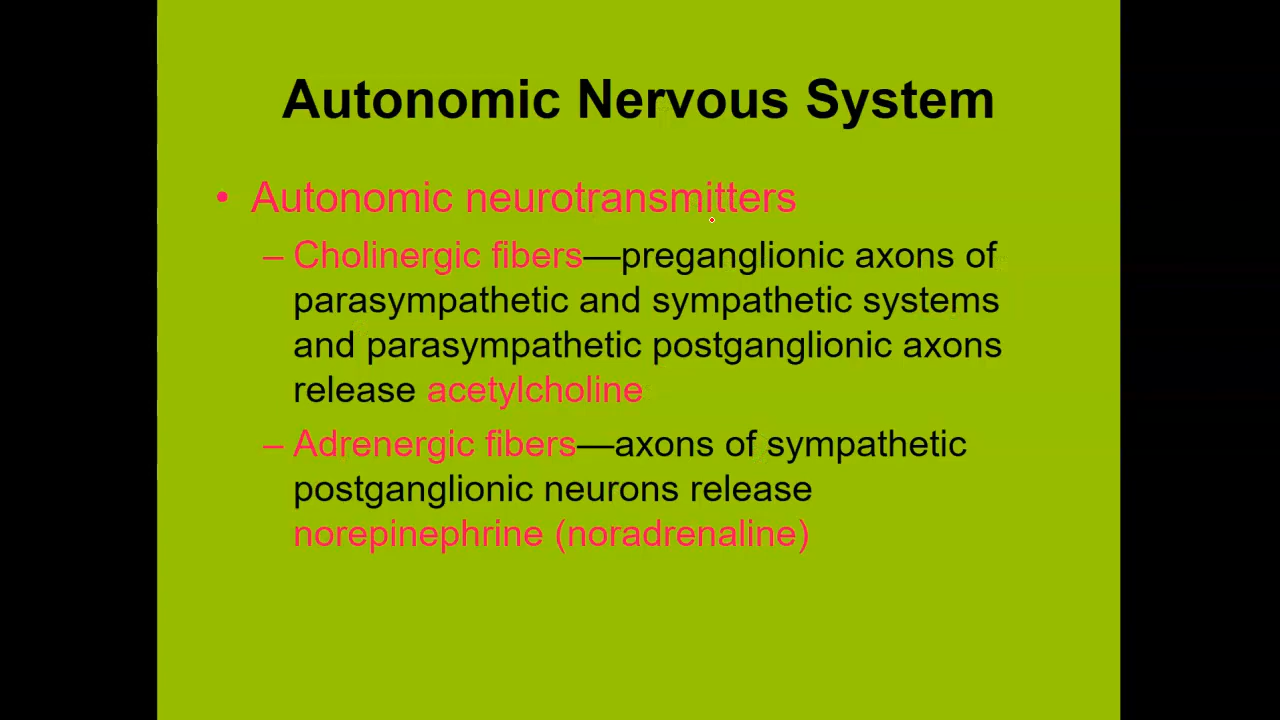 Autonomic Nervous System
• Autonomic neurotransmitters
– Cholinergic fibers—preganglionic axons of
parasympathetic and sympathetic systems
and parasympathetic postganglionic axons
release acetylcholine
– Adrenergic fibers—axons of sympathetic
postganglionic neurons release
norepinephrine (noradrenaline)